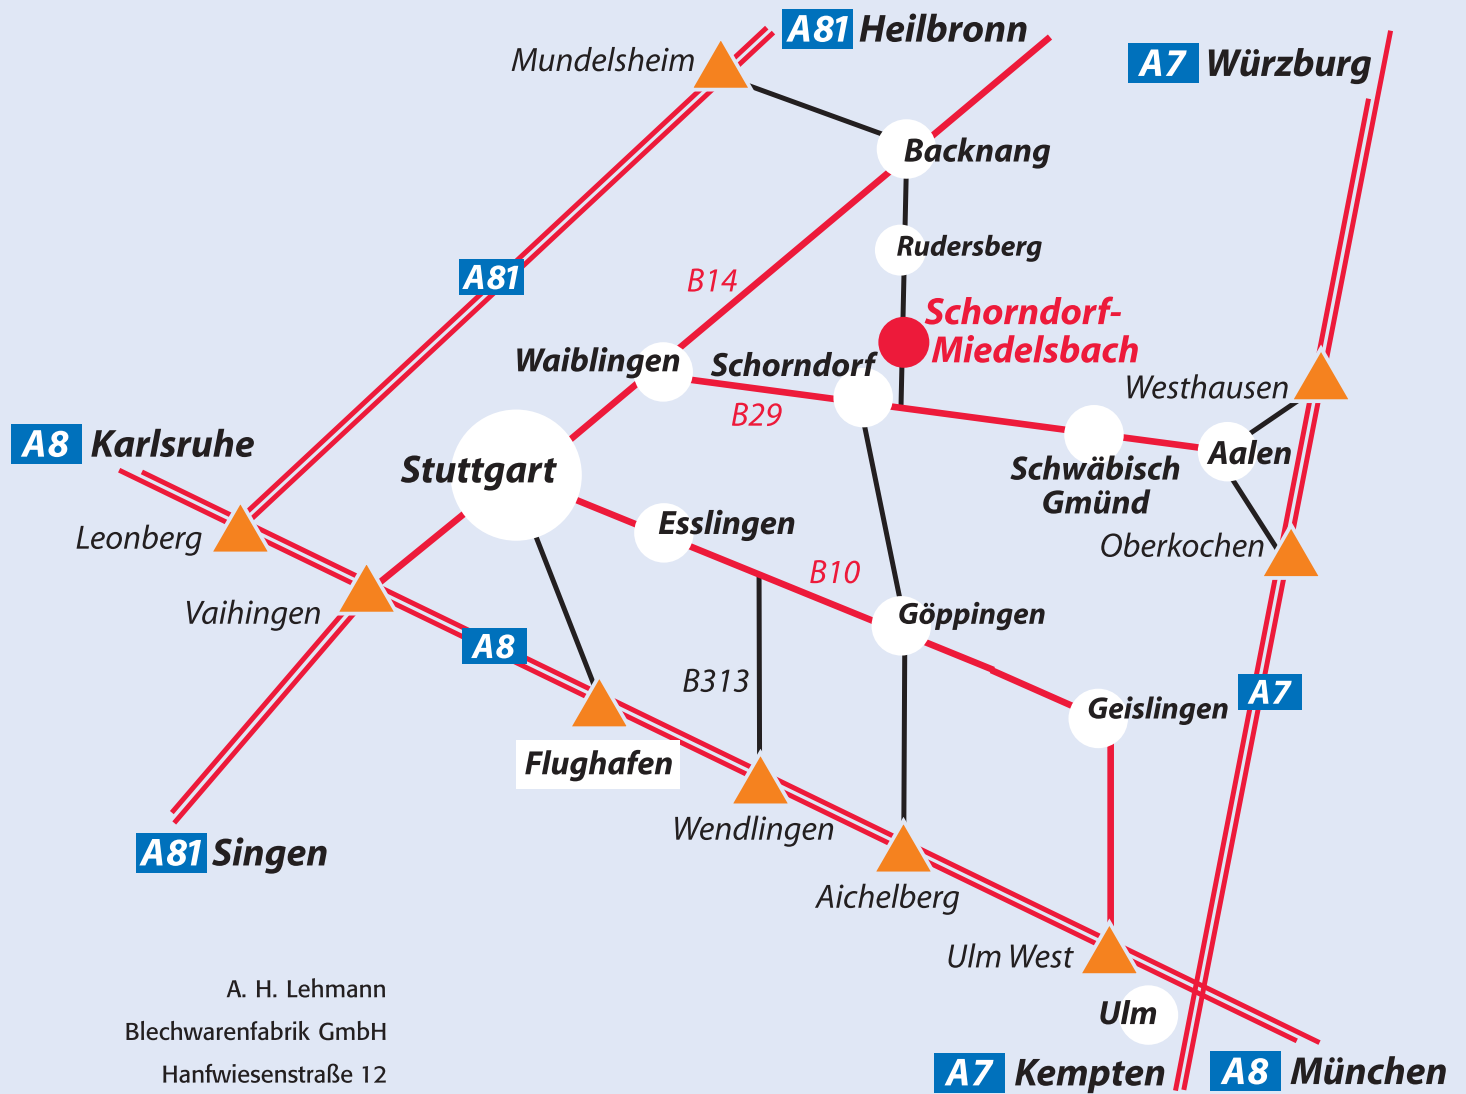 A81 Heilbronn
Mundelsheim
A7 Würzburg
Backnang
Rudersberg
A81
B14
Schorndorf-
Miedelsbach
Waiblingen
Schorndorf
Westhausen
B29
A8 Karlsruhe
Stuttgart
Aalen
Schwäbisch
Gmünd
Leonberg
Esslingen
Oberkochen
B10
Vaihingen
Göppingen
A8
B313
A7
Geislingen
Flughafen
Wendlingen
A81 Singen
Aichelberg
Ulm West
A. H. Lehmann
Blechwarenfabrik GmbH
Hanfwiesenstraße 12
Ulm
A7 Kempten
A8 München